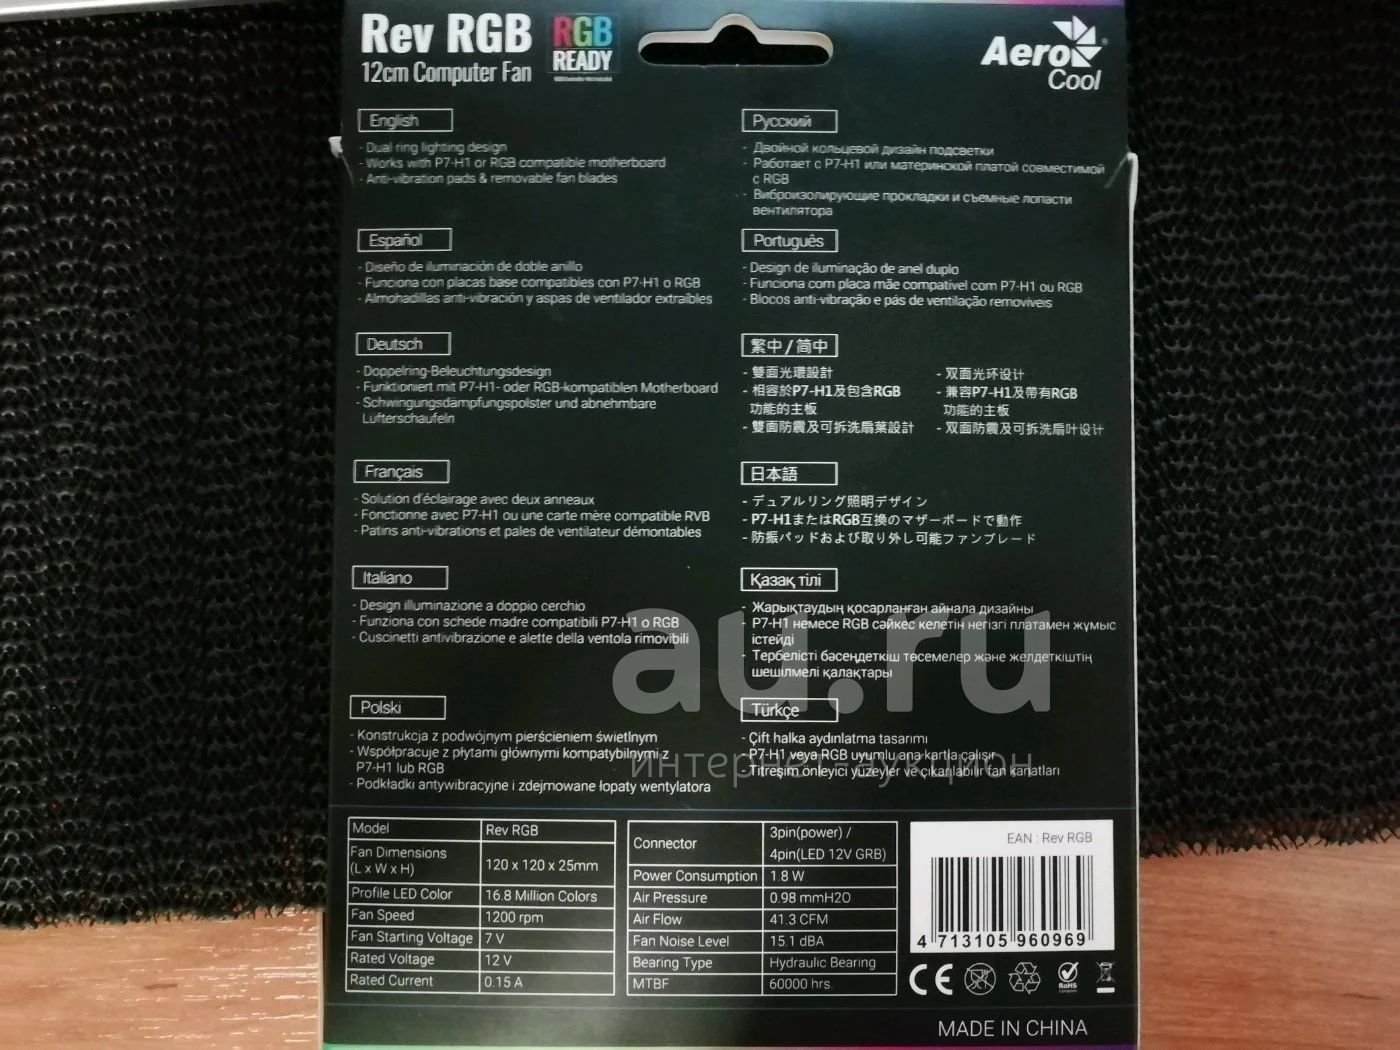 Rev RGB
12cm Computer Fan
RGB
READY
Aero
Cool
English
- Dual ring lighting design
- Works with P7-H1 or RGB compatible motherboard
- Anti-vibration pads & removable fan blades
Русский
- Двойной кольцевой дизайн подсветки
- Работает с P7-H1 или материнской платой совместимой
с RGB
- Виброизолирующие прокладки и съемные лопасти
вентилятора
Español
- Diseño de iluminación de doble anillo
- Funciona con placas base compatibles con P7-H1 o RGB
- Almohadillas anti-vibración y aspas de ventilador extraíbles
Português
- Design de iluminação de anel duplo
- Funciona com placa mãe compatível com P7-H1 ou RGB
- Blocos anti-vibração e pás de ventilação removíveis
Deutsch
- Doppelring-Beleuchtungsdesign
- Funktioniert mit P7-H1- oder RGB-kompatiblen Motherboard
- Schwingungsdämpfungspolster und abnehmbare
Lüfterschaufeln
繁中 / 简中
- 雙面光環設計
- 相容於P7-H1及包含RGB
功能的主板
- 雙面防震及可拆洗扇葉設計
- 双面光环设计
- 兼容P7-H1及带有RGB
功能的主板
- 双面防震及可拆洗扇叶设计
Français
- Solution d'éclairage avec deux anneaux
- Fonctionne avec P7-H1 ou une carte mère compatible RVB
- Patins anti-vibrations et pales de ventilateur démontables
日本語
- デュアルリング照明デザイン
- P7-H1またはRGB互換のマザーボードで動作
- 防振パッドおよび取り外し可能ファンブレード
Italiano
- Design illuminazione a doppio cerchio
- Funziona con schede madre compatibili P7-H1 o RGB
- Cuscinetti antivibrazione e alette della ventola rimovibili
Қазақ тілі
- Жарықтаудың қосарланған айнала дизайны
- P7-H1 немесе RGB сәйкес келетін негізгі платамен жұмыс
істейді
- Тербелісті бәсеңдеткіш төсемелер және желдеткіштің
шешілмелі қалақтары
Polski
- Konstrukcja z podwójnym pierścieniem świetlnym
- Współpracuje z płytami głównymi kompatybilnymi z
P7-H1 lub RGB
- Podkładki antywibracyjne i zdejmowane łopaty wentylatora
Türkçe
- Çift halka aydınlatma tasarımı
- P7-H1 veya RGB uyumlu ana kartla çalışır
- Titreşim önleyici yüzeyler ve çıkarılabilir fan kanatları
au.ru
интернет-аукцион
Model Rev RGB
Fan Dimensions
(L x W x H) 120 x 120 x 25mm
Profile LED Color 16.8 Million Colors
Fan Speed 1200 rpm
Fan Starting Voltage 7 V
Rated Voltage 12 V
Rated Current 0.15 A
Connector 3pin(power) /
4pin(LED 12V GRB)
Power Consumption 1.8 W
Air Pressure 0.98 mmH2O
Air Flow 41.3 CFM
Fan Noise Level 15.1 dBA
Bearing Type Hydraulic Bearing
MTBF 60000 hrs.
EAN : Rev RGB
4 713105 960969
CE
RoHS
MADE IN CHINA